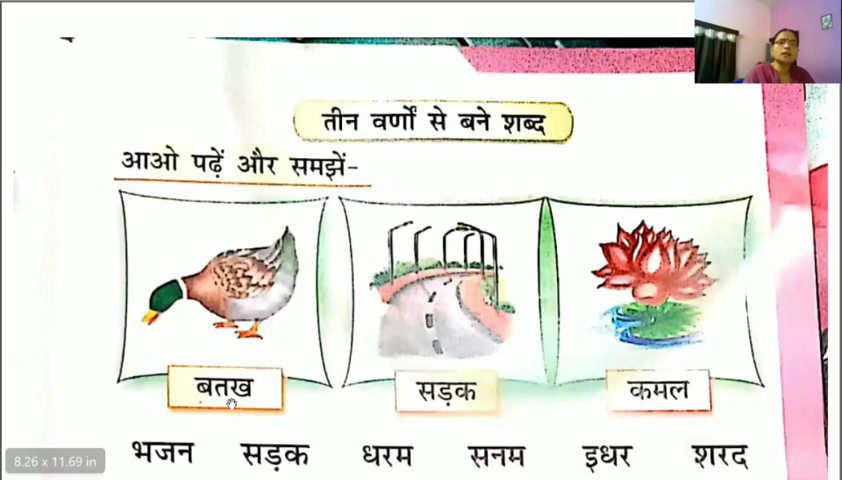 तीन वर्णों से बने शब्द
आओ पढ़ें और समझें-
बतख सड़क कमल
भजन सड़क धरम सनम इधर शरद
8.26 x 11.69 in